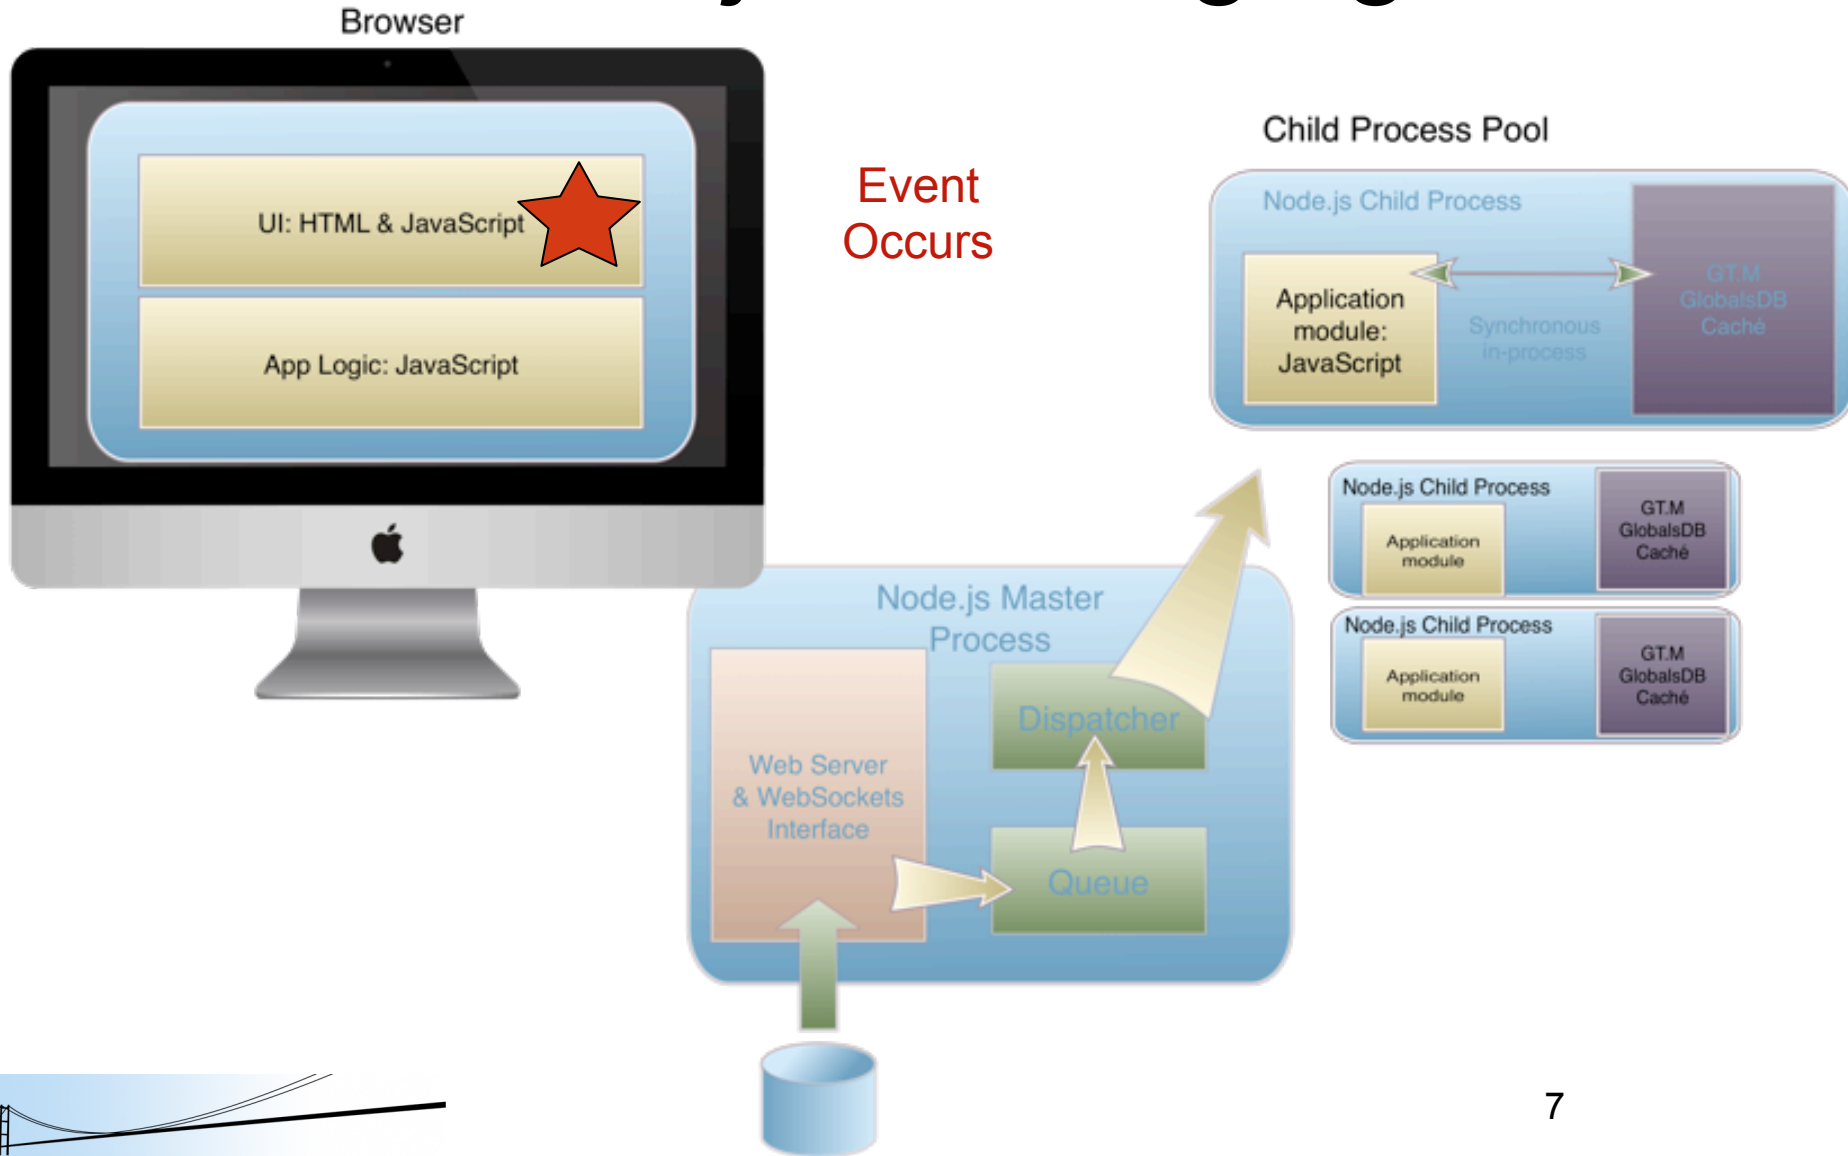 Browser
UI: HTML & JavaScript
App Logic: JavaScript
Event
Occurs
Child Process Pool
Node.js Child Process
Application
module:
JavaScript
Synchronous
in-process
GT.M
GlobalsDB
Caché
Node.js Child Process
Application
module
GT.M
GlobalsDB
Caché
Node.js Child Process
Application
module
GT.M
GlobalsDB
Caché
Node.js Master
Process
Web Server
& WebSockets
Interface
Dispatcher
Queue
7